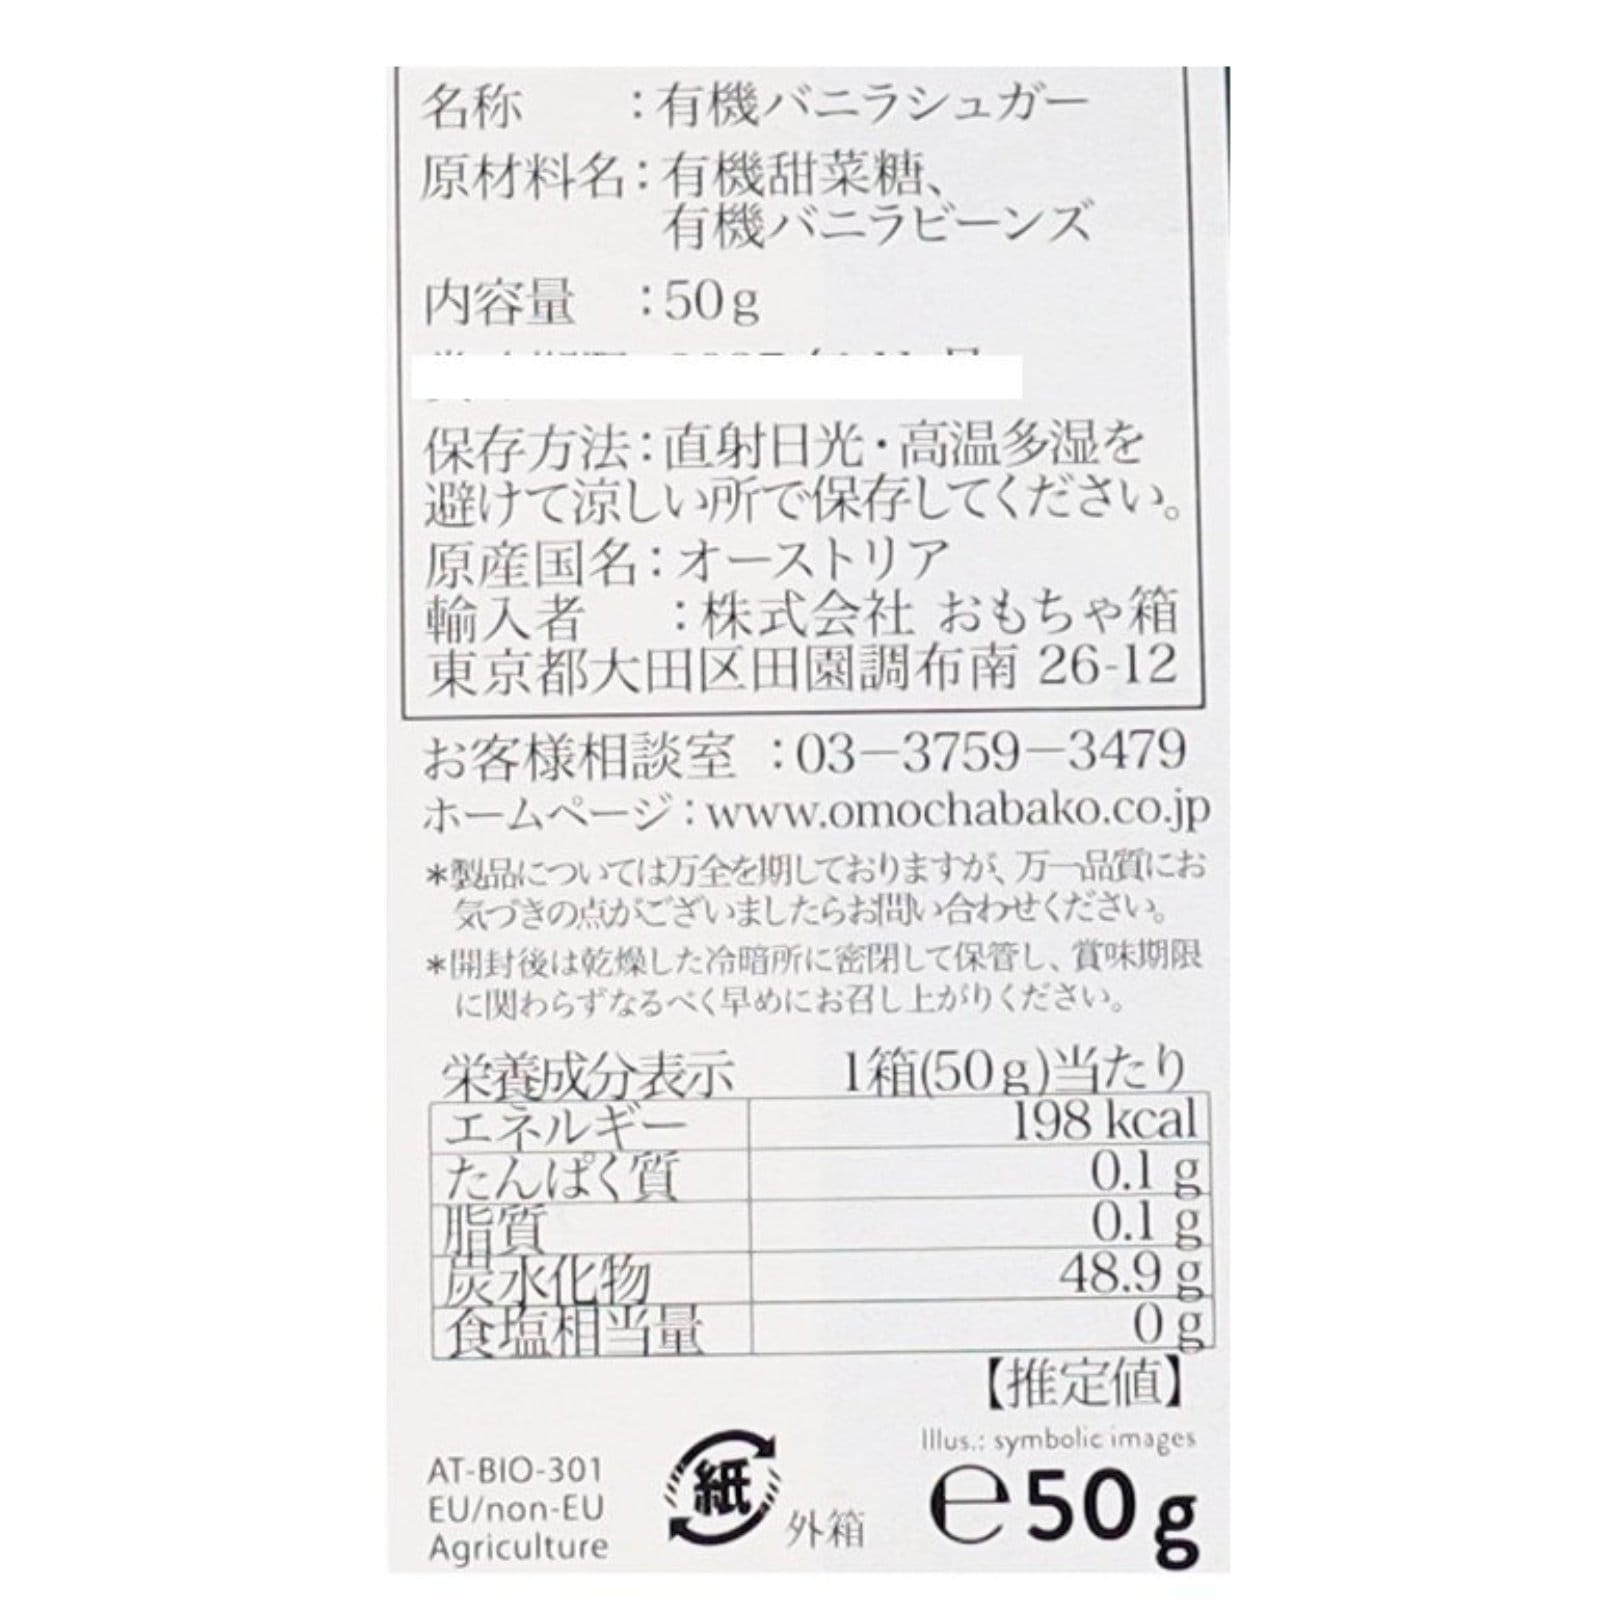 名称　　：有機バニラシュガー
原材料名：有機甜菜糖、
有機バニラビーンズ
内容量　：50g
保存方法：直射日光・高温多湿を
避けて涼しい所で保存してください。
原産国名：オーストリア
輸入者　：株式会社 おもちゃ箱
東京都大田区田園調布南 26-12
お客様相談室　：03－3759－3479
ホームページ：www.omochabako.co.jp
＊製品については万全を期しておりますが、万一品質にお
気づきの点がございましたらお問い合わせください。
＊開封後は乾燥した冷暗所に密閉して保管し、賞味期限
に関わらずなるべく早めにお召し上がりください。
栄養成分表示　1箱(50g)当たり
エネルギー　198 kcal
たんぱく質　0.1 g
脂質　0.1 g
炭水化物　48.9 g
食塩相当量　0 g
【推定値】
Illus.: symbolic images
AT-BIO-301
EU/non-EU
Agriculture
紙
外箱
℮50g